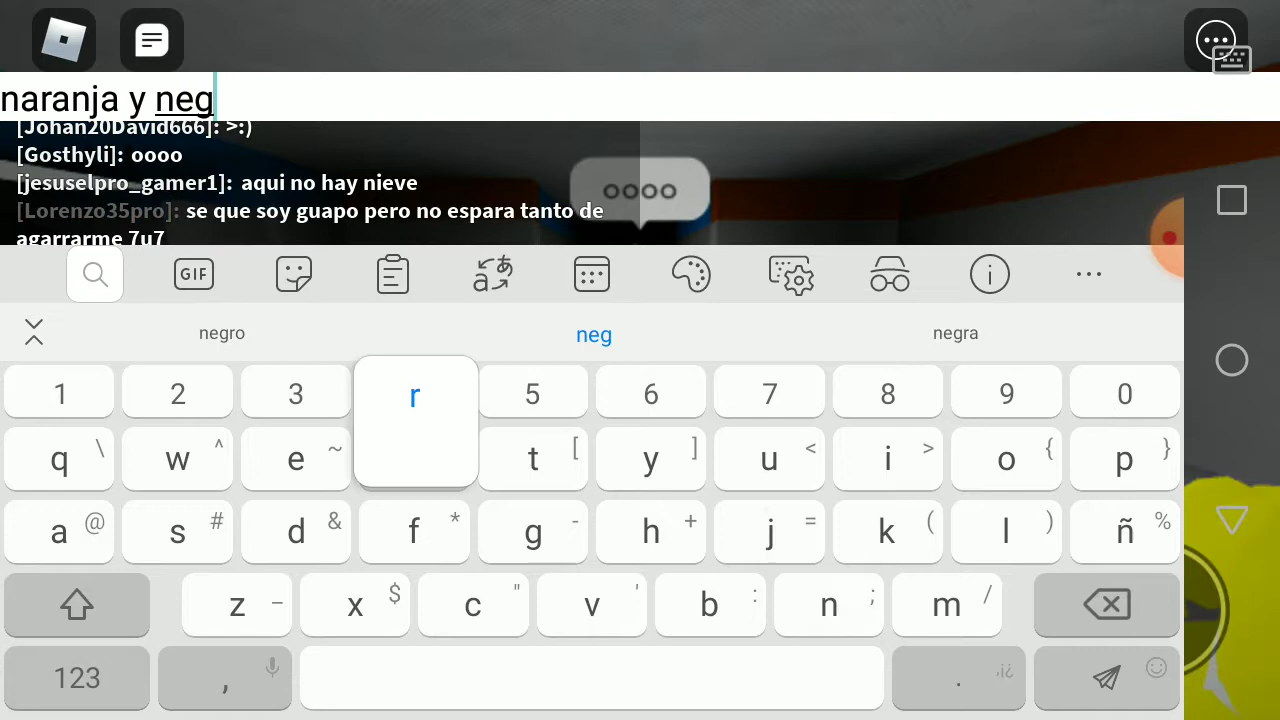 naranja y neg
[Johan20David666]: >:)
[Gosthyli]: oooo
[jesuselpro_gamer1]: aqui no hay nieve
oooo
[Lorenzo35pro]: se que soy guapo pero no espara tanto de
agarrarme 7u7
GIF
negro neg negra
1 2 3 r 5 6 7 8 9 0
q \ w ^ e ~ t [ y ] u < i > o { p }
a @ s # d & f * g - h + j = k ( l ) ñ %
z _ x $ c " v ' b : n ; m /
123 , . ,¡¿